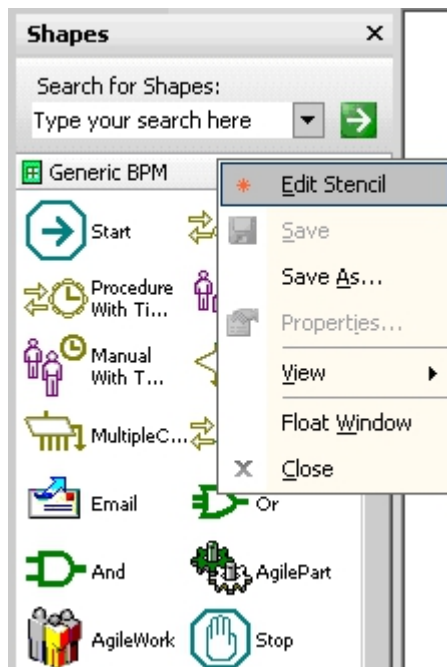 Shapes
Search for Shapes:
Type your search here
Generic BPM
Edit Stencil
Start
Save
Save As...
Procedure
With Ti...
Properties...
Manual
With T...
View
Float Window
MultipleC...
Close
Email
Or
And
AgilePart
AgileWork
Stop